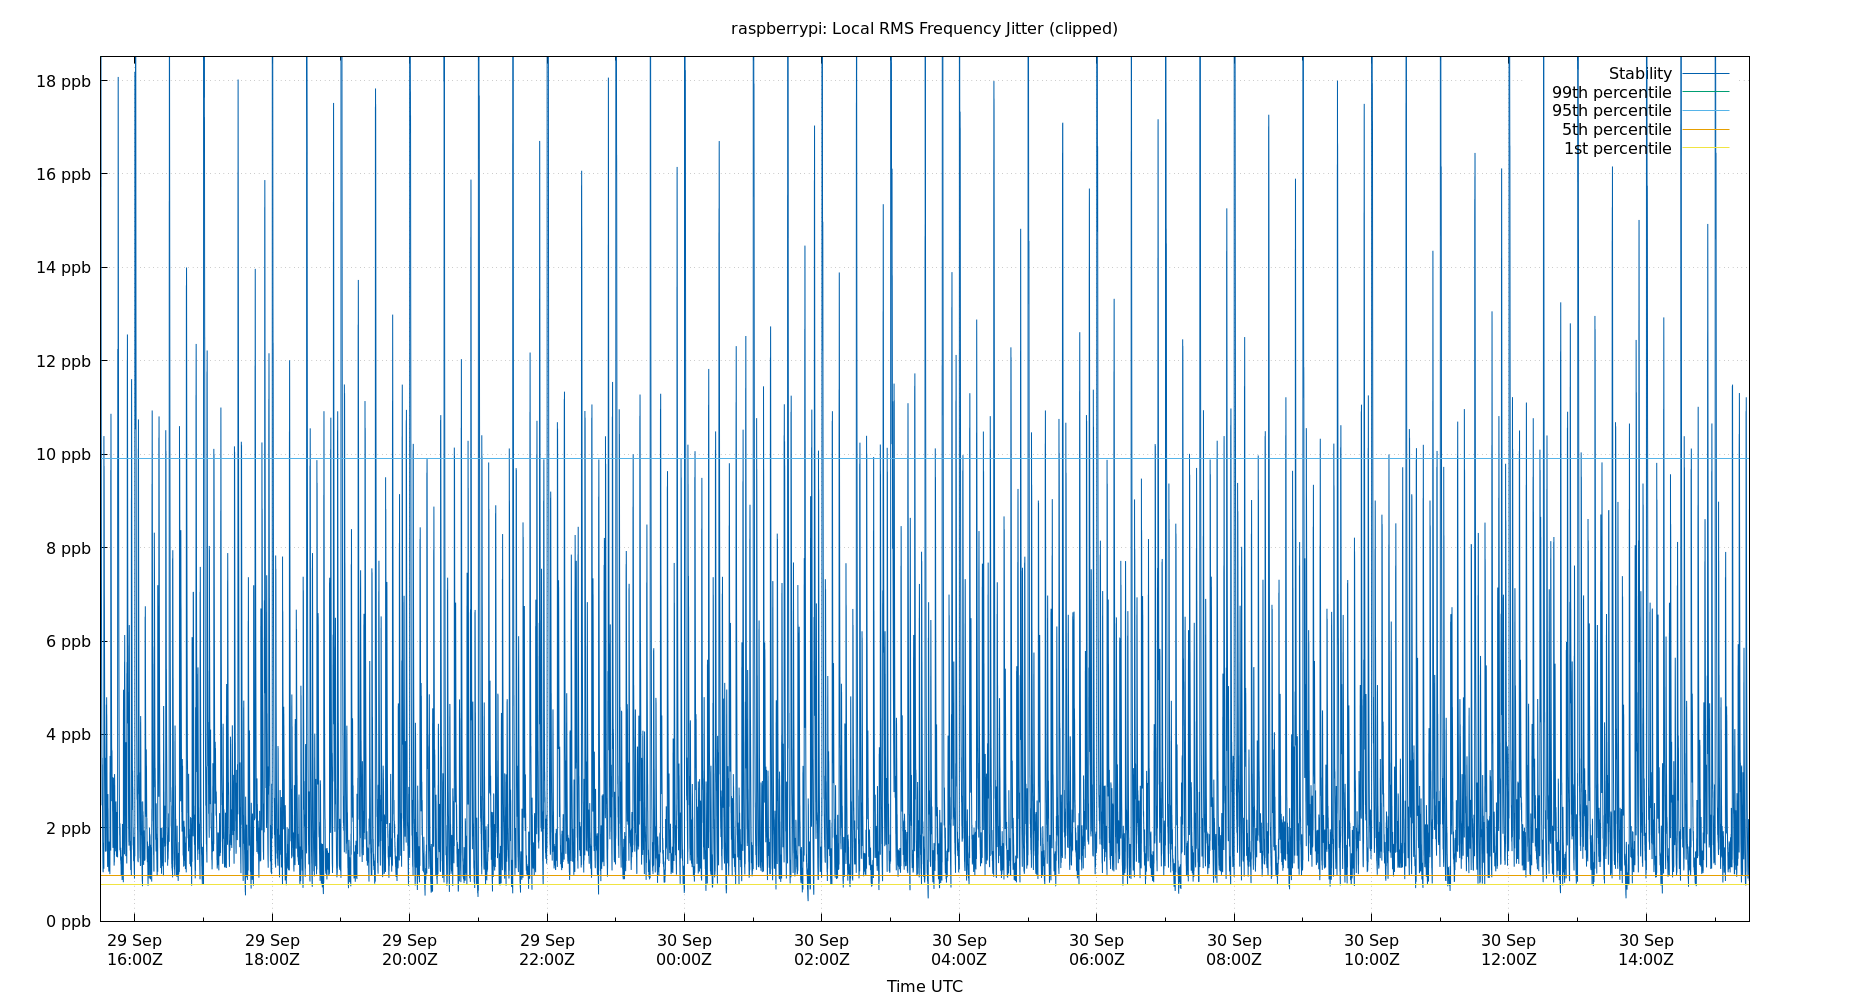 raspberrypi: Local RMS Frequency Jitter (clipped)
18 ppb
16 ppb
14 ppb
12 ppb
10 ppb
8 ppb
6 ppb
4 ppb
2 ppb
0 ppb
Stability
99th percentile
95th percentile
5th percentile
1st percentile
29 Sep 29 Sep 29 Sep 29 Sep 30 Sep 30 Sep 30 Sep 30 Sep 30 Sep 30 Sep 30 Sep 30 Sep
16:00Z 18:00Z 20:00Z 22:00Z 00:00Z 02:00Z 04:00Z 06:00Z 08:00Z 10:00Z 12:00Z 14:00Z
Time UTC